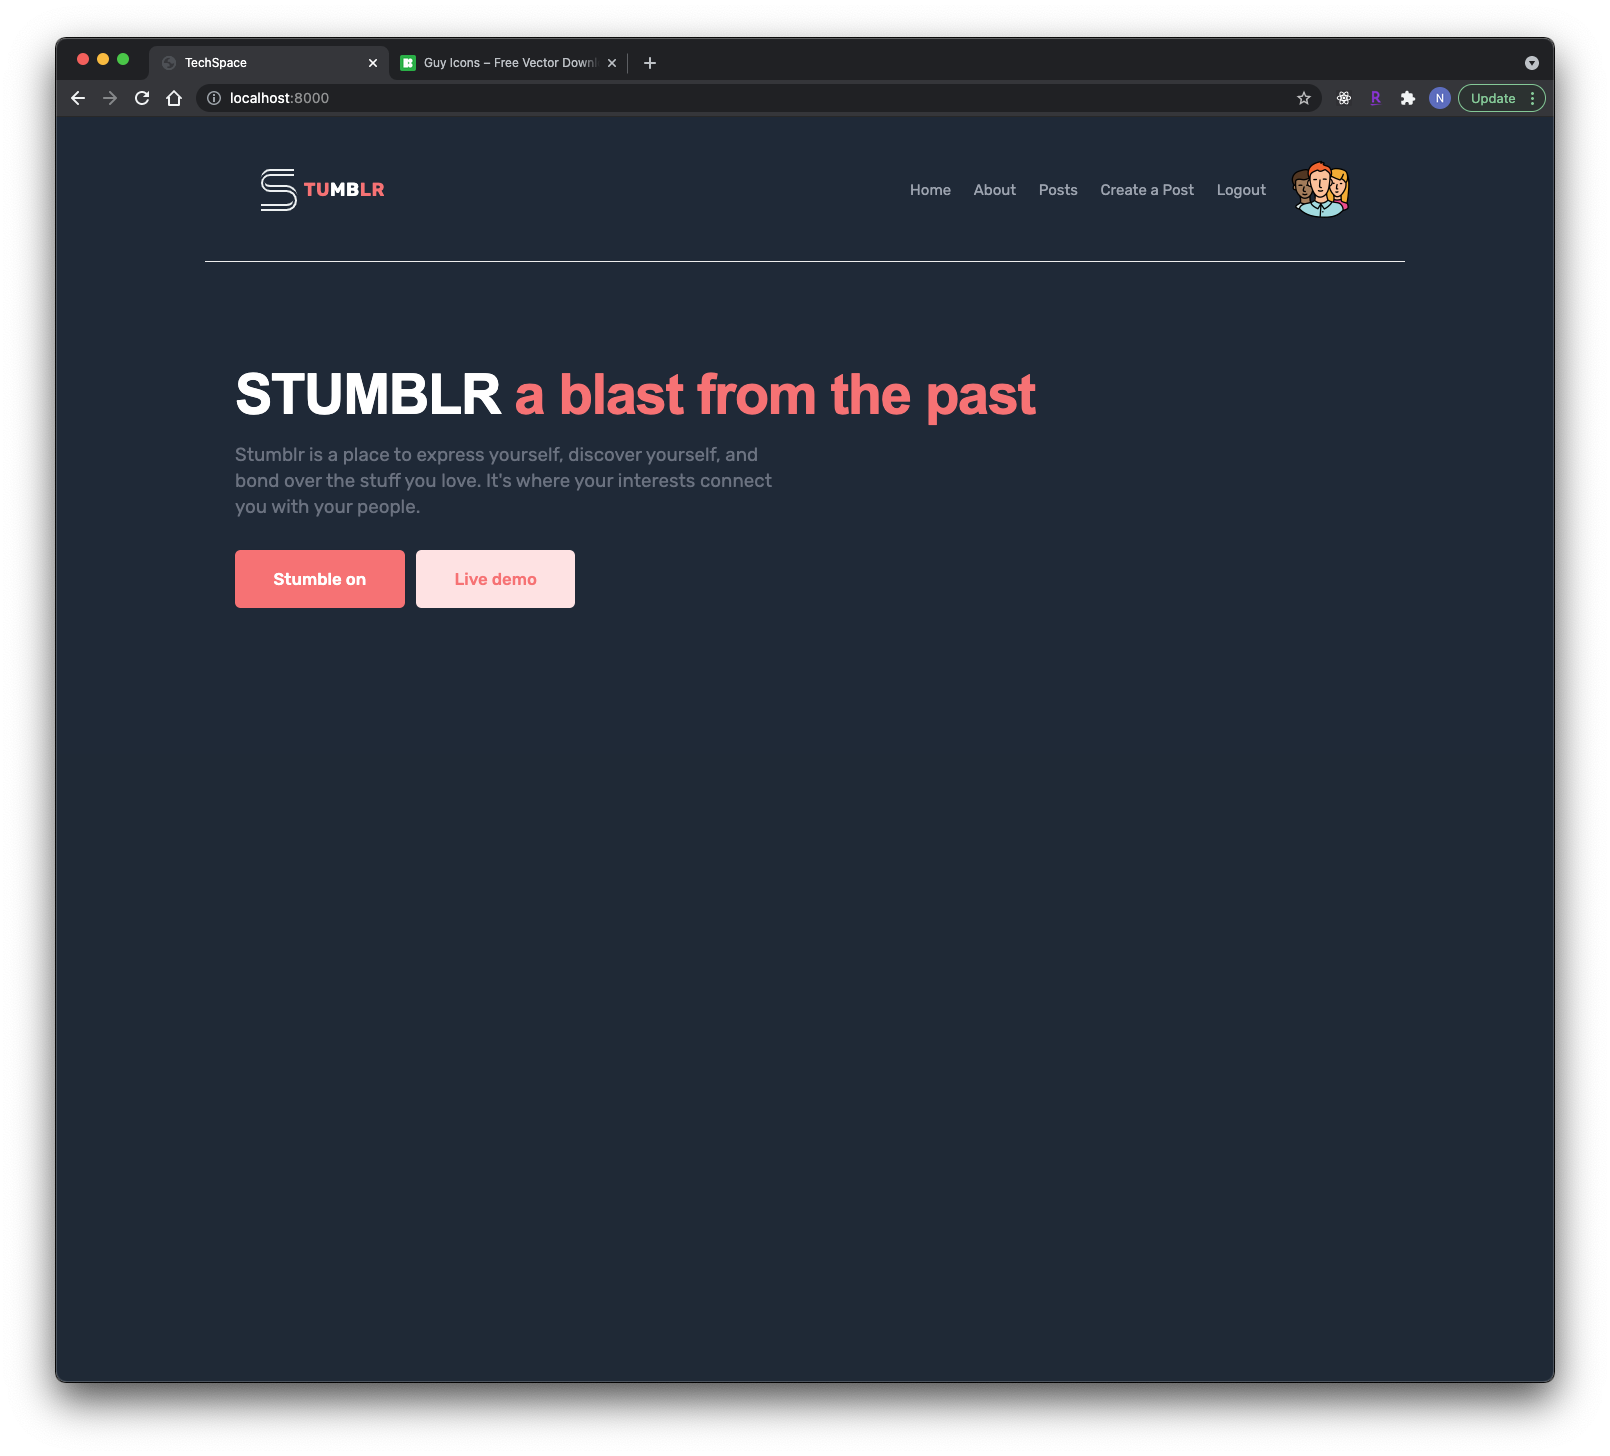 TechSpace
Guy Icons – Free Vector Downl
localhost:8000
R
N
Update
STUMBLR
Home
About
Posts
Create a Post
Logout
STUMBLR a blast from the past
Stumblr is a place to express yourself, discover yourself, and
bond over the stuff you love. It's where your interests connect
you with your people.
Stumble on
Live demo